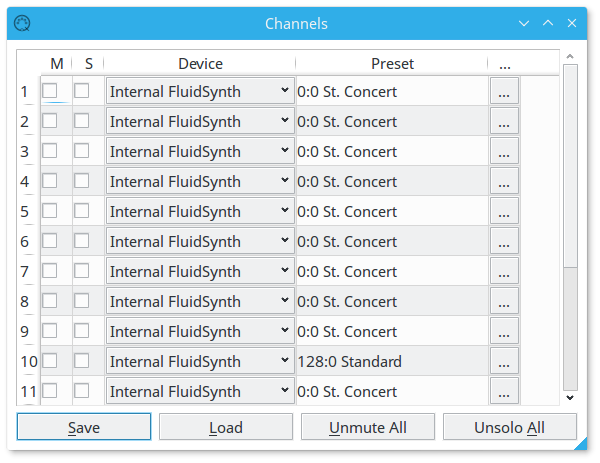 Channels
M S Device Preset ...
1 Internal FluidSynth 0:0 St. Concert ...
2 Internal FluidSynth 0:0 St. Concert ...
3 Internal FluidSynth 0:0 St. Concert ...
4 Internal FluidSynth 0:0 St. Concert ...
5 Internal FluidSynth 0:0 St. Concert ...
6 Internal FluidSynth 0:0 St. Concert ...
7 Internal FluidSynth 0:0 St. Concert ...
8 Internal FluidSynth 0:0 St. Concert ...
9 Internal FluidSynth 0:0 St. Concert ...
10 Internal FluidSynth 128:0 Standard ...
11 Internal FluidSynth 0:0 St. Concert ...
Save Load Unmute All Unsolo All